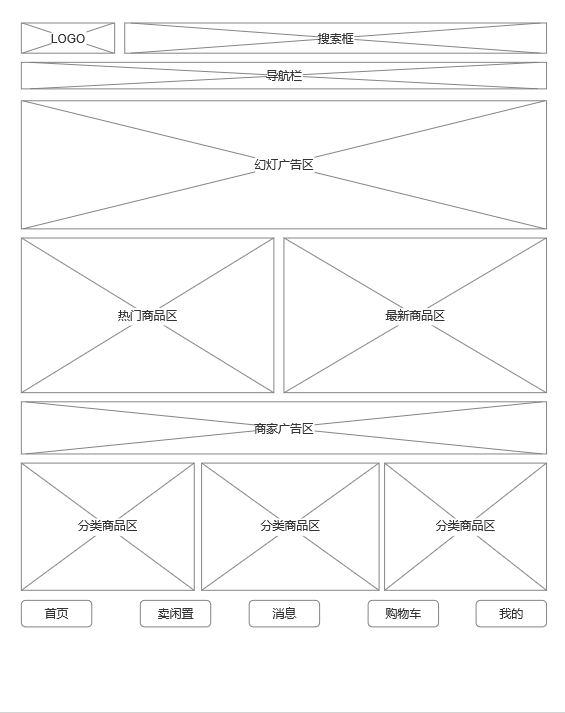 LOGO 搜索框
导航栏
幻灯广告区
热门商品区 最新商品区
商家广告区
分类商品区 分类商品区 分类商品区
首页 卖闲置 消息 购物车 我的